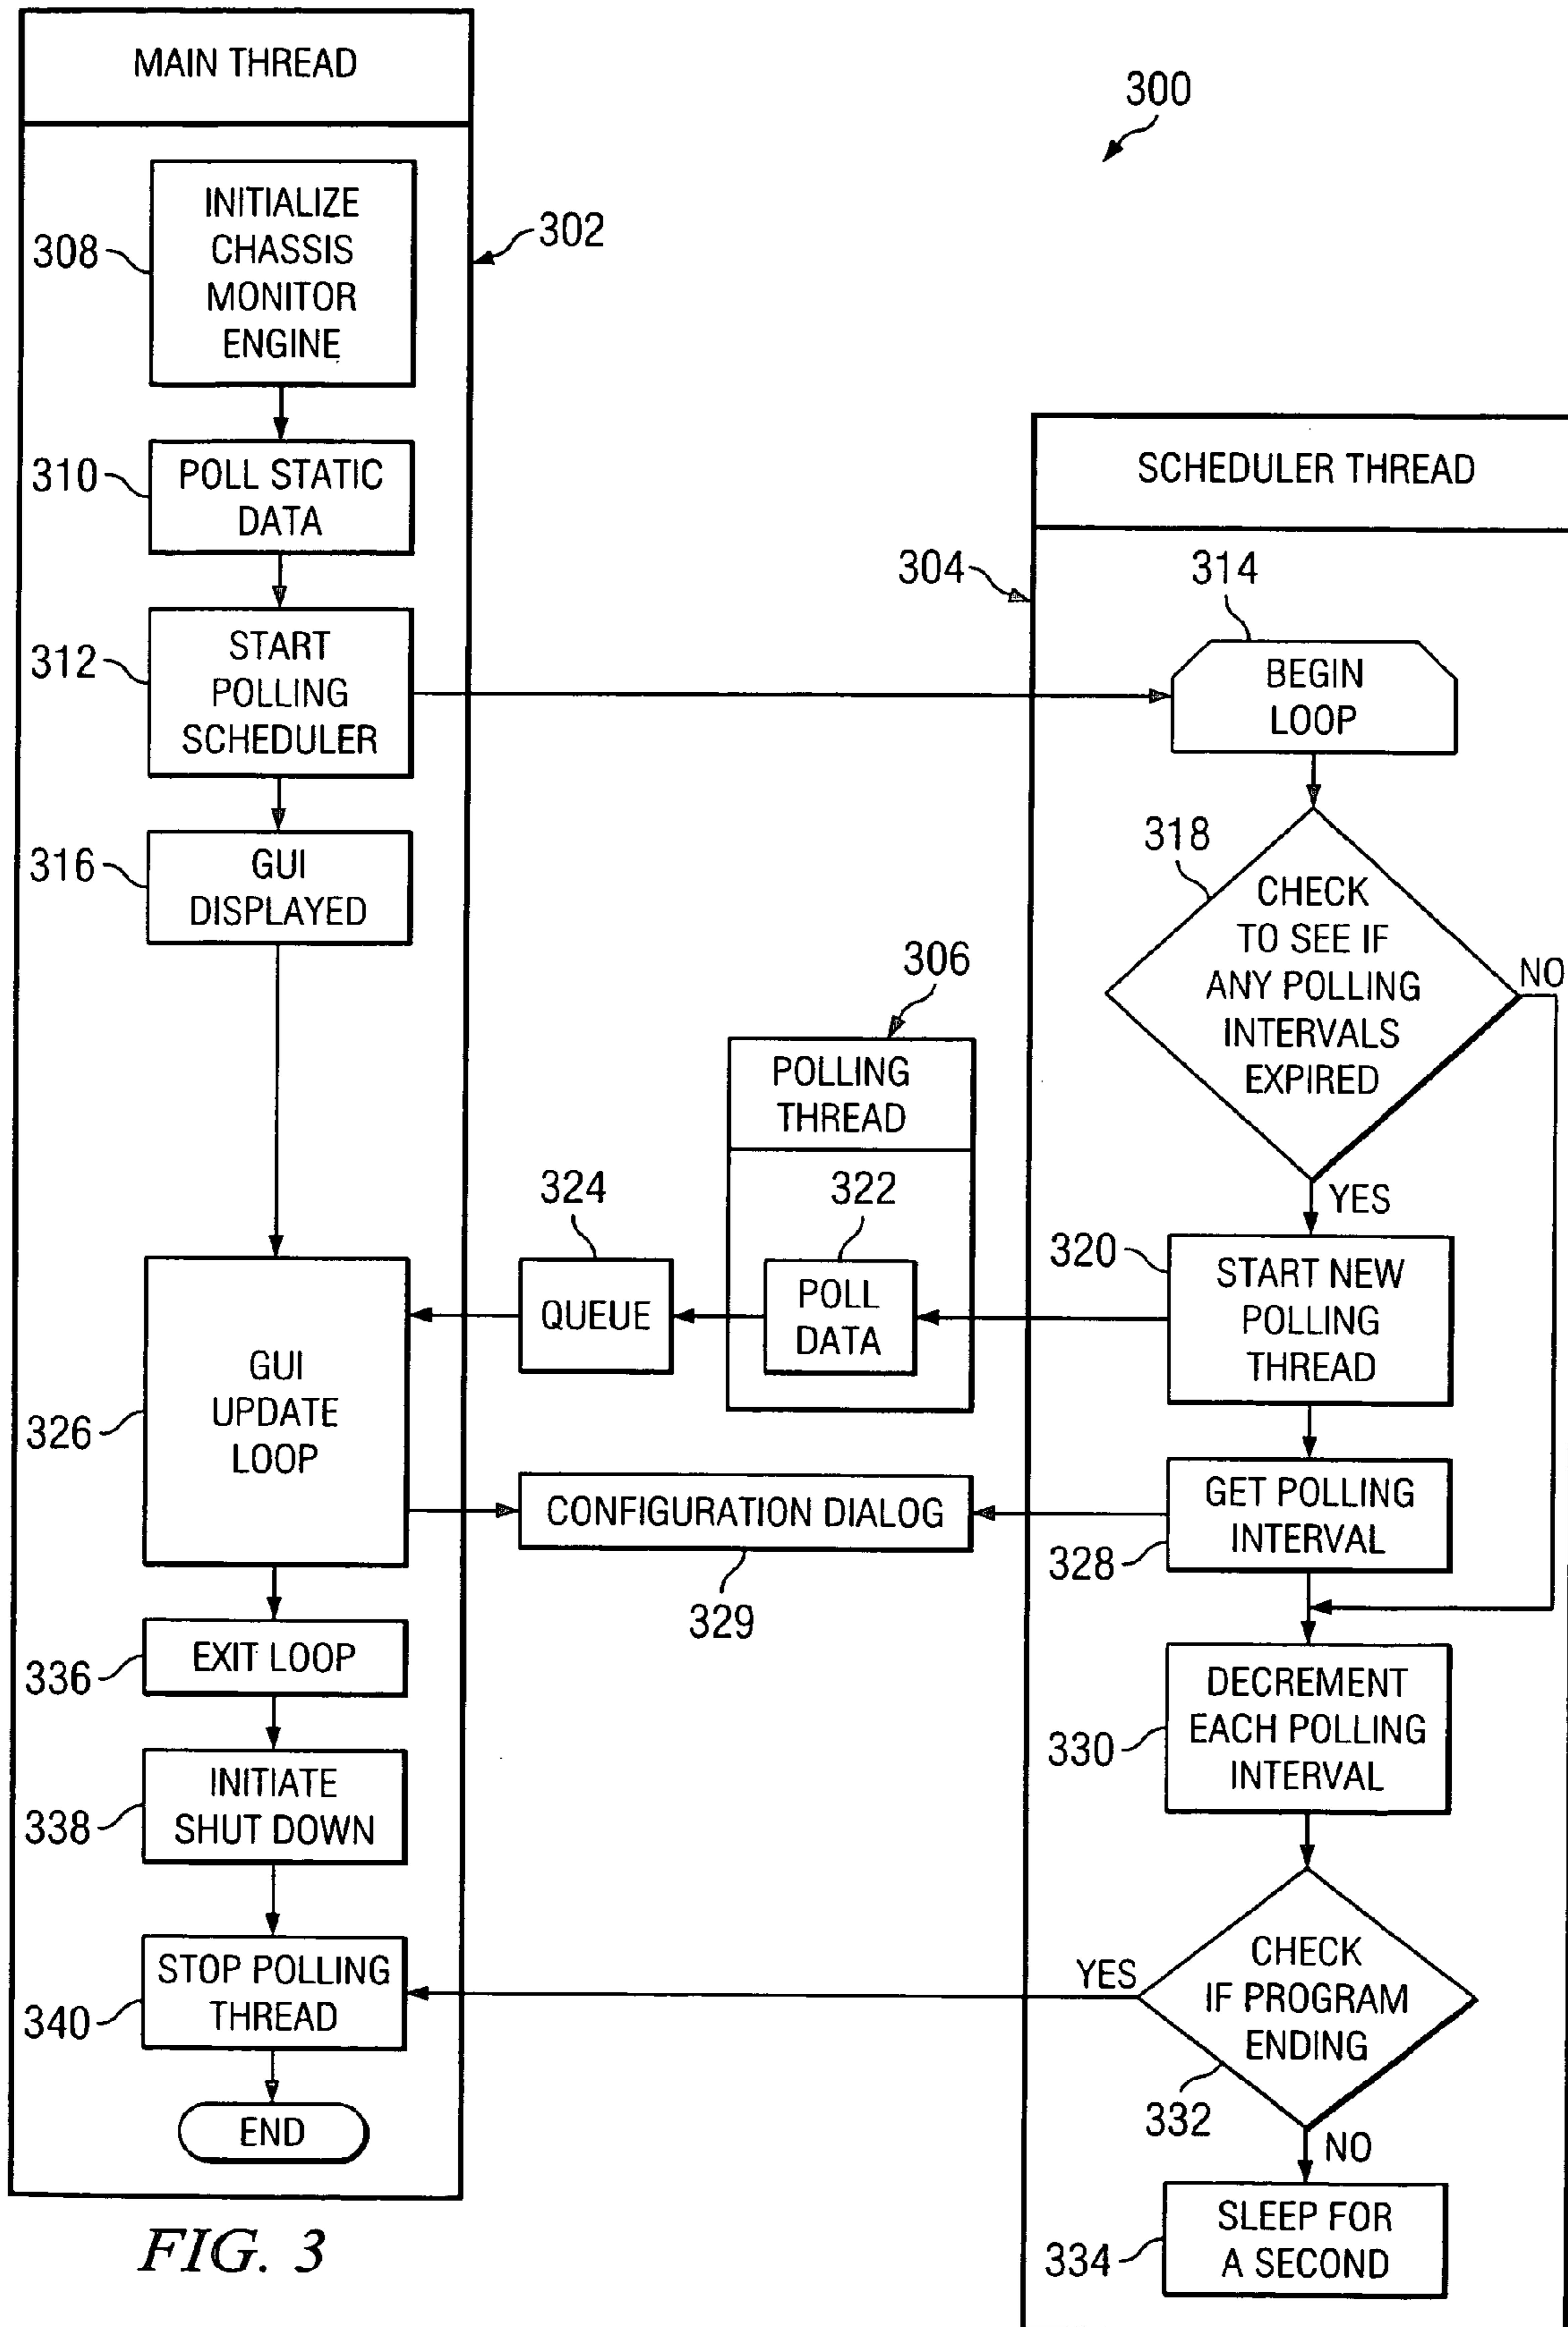 MAIN THREAD
300
INITIALIZE
CHASSIS
MONITOR
ENGINE
308
302
POLL STATIC
DATA
310
START
POLLING
SCHEDULER
312
GUI
DISPLAYED
316
SCHEDULER THREAD
304
314
BEGIN
LOOP
318
CHECK
TO SEE IF
ANY POLLING
INTERVALS
EXPIRED
NO
YES
306
POLLING
THREAD
322
POLL
DATA
324
QUEUE
320
START NEW
POLLING
THREAD
GUI
UPDATE
LOOP
326
CONFIGURATION DIALOG
329
GET POLLING
INTERVAL
328
EXIT LOOP
336
DECREMENT
EACH POLLING
INTERVAL
330
INITIATE
SHUT DOWN
338
STOP POLLING
THREAD
340
YES
CHECK
IF PROGRAM
ENDING
332
NO
END
SLEEP FOR
A SECOND
334
FIG. 3